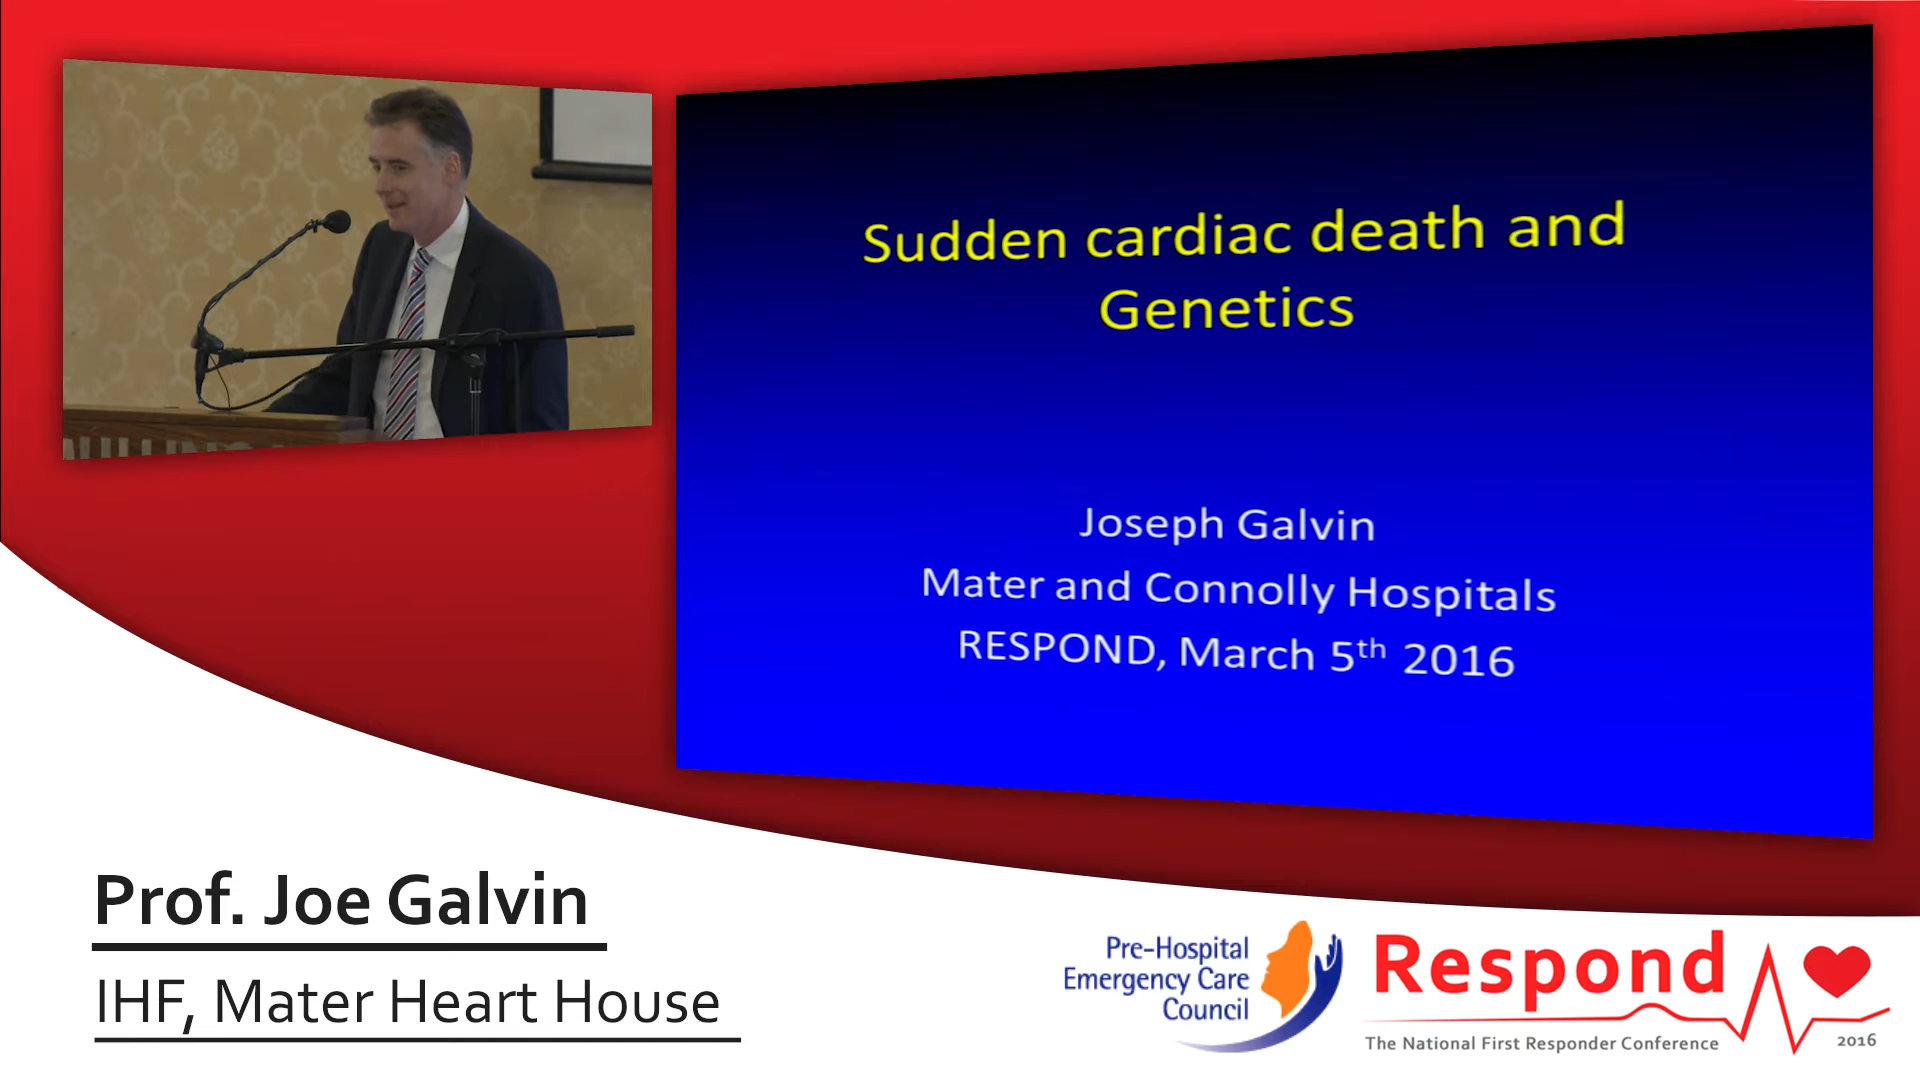 Sudden cardiac death and
Genetics
Joseph Galvin
Mater and Connolly Hospitals
RESPOND, March 5th 2016
Prof. Joe Galvin
IHF, Mater Heart House
Pre-Hospital
Emergency Care
Council
Respond
The National First Responder Conference
2016